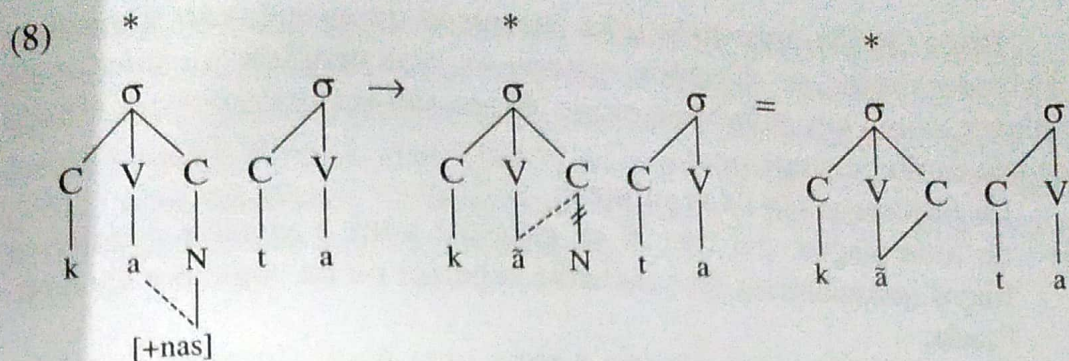 (8) * * *
σ σ → σ σ = σ σ
C V C C V C V C C V C V C C V
k a N t a k ã N t a k ã t a
[+nas]